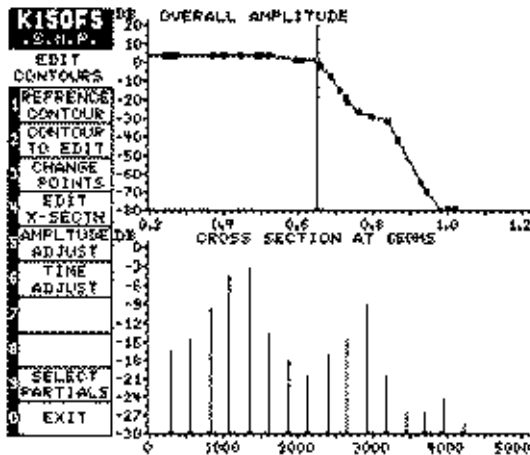 K150FS
.S.M.P.
EDIT
CONTOURS
1 REFRENCE
CONTOUR
2 CONTOUR
TO EDIT
3 CHANGE
POINTS
4 EDIT
X-SECTN
5 AMPLTUDE
ADJUST
6 TIME
ADJUST
7
8
9 SELECT
PARTIALS
0 EXIT
DB OVERALL AMPLITUDE
20
10
0
-10
-20
-30
-40
-50
-60
-70
-80
0.2 0.4 0.6 0.8 1.0 1.2
DB CROSS SECTION AT
0
-3
-6
-9
-12
-15
-18
-21
-24
-27
-30
0 1000 2000 3000 4000 5000